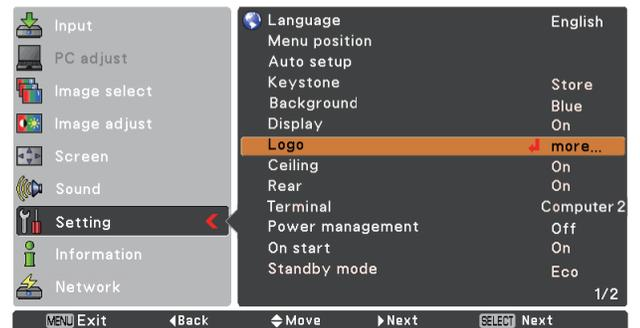 Input
PC adjust
Image select
Image adjust
Screen
Sound
Setting
Information
Network
Language English
Menu position
Auto setup
Keystone Store
Background Blue
Display On
Logo more...
Ceiling On
Rear On
Terminal Computer 2
Power management Off
On start On
Standby mode Eco
1/2
MENU Exit Back Move Next SELECT Next